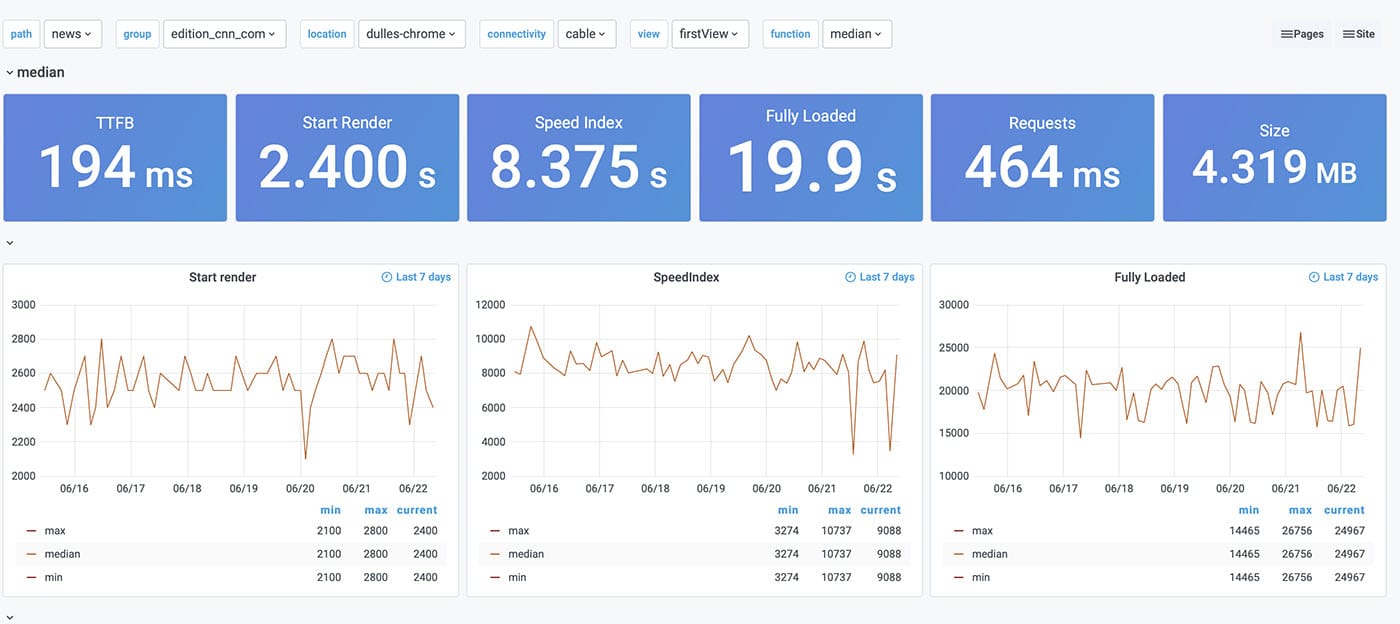 path news group edition_cnn_com location dulles-chrome connectivity cable view firstView function median Pages Site
median
TTFB
194 ms
Start Render
2.400 s
Speed Index
8.375 s
Fully Loaded
19.9 s
Requests
464 ms
Size
4.319 MB
Start render Last 7 days
3000
2800
2600
2400
2200
2000
06/16 06/17 06/18 06/19 06/20 06/21 06/22
min max current
max 2100 2800 2400
median 2100 2800 2400
min 2100 2800 2400
SpeedIndex Last 7 days
12000
10000
8000
6000
4000
2000
06/16 06/17 06/18 06/19 06/20 06/21 06/22
min max current
max 3274 10737 9088
median 3274 10737 9088
min 3274 10737 9088
Fully Loaded Last 7 days
30000
25000
20000
15000
10000
06/16 06/17 06/18 06/19 06/20 06/21 06/22
min max current
max 14465 26756 24967
median 14465 26756 24967
min 14465 26756 24967